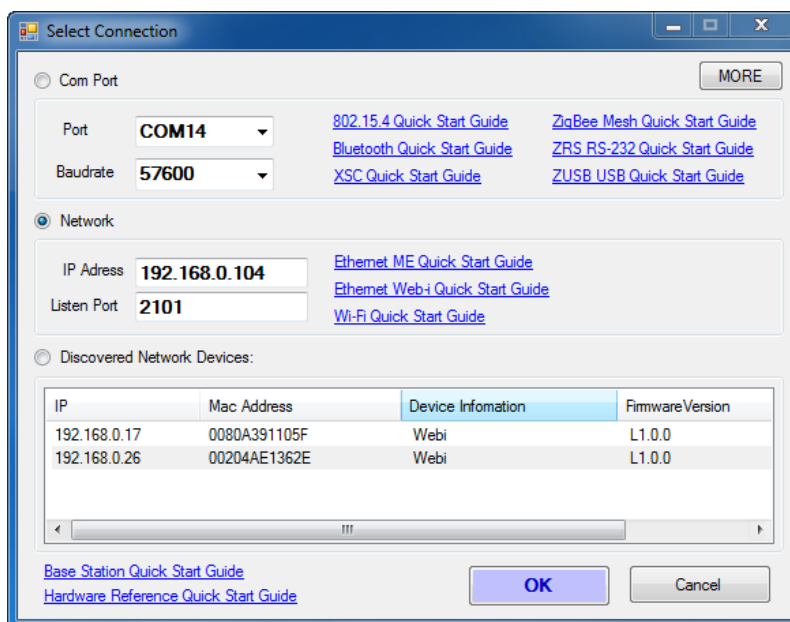 Select Connection
Com Port
MORE
Port COM14
802.15.4 Quick Start Guide ZigBee Mesh Quick Start Guide
Bluetooth Quick Start Guide ZRS RS-232 Quick Start Guide
Baudrate 57600
XSC Quick Start Guide ZUSB USB Quick Start Guide
Network
IP Adress 192.168.0.104
Ethernet ME Quick Start Guide
Ethernet Web-i Quick Start Guide
Listen Port 2101
Wi-Fi Quick Start Guide
Discovered Network Devices:
IP Mac Address Device Infomation FirmwareVersion
192.168.0.17 0080A391105F Webi L1.0.0
192.168.0.26 00204AE1362E Webi L1.0.0
Base Station Quick Start Guide
Hardware Reference Quick Start Guide
OK Cancel